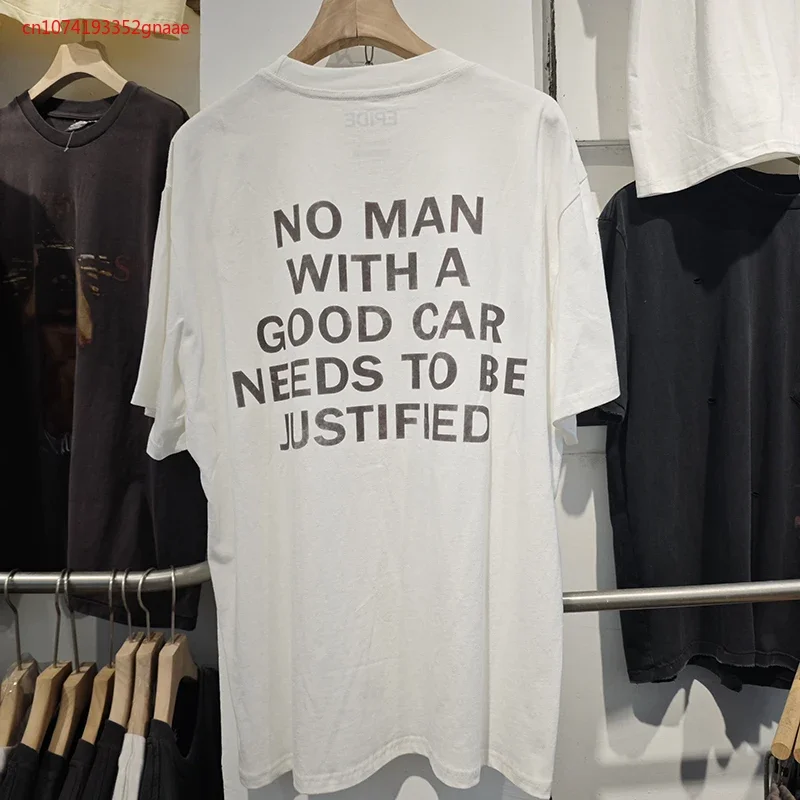 cn1074193352gnaae
NO MAN
WITH A
GOOD CAR
NEEDS TO BE
JUSTIFIED